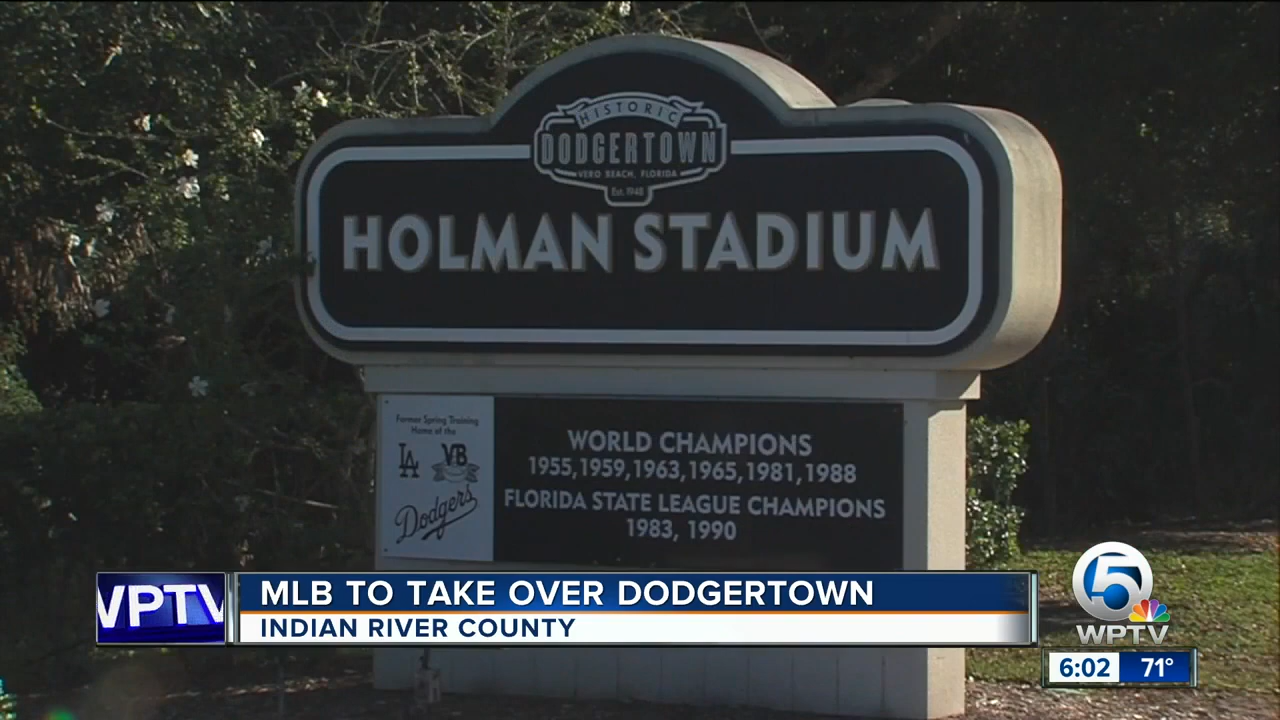 HISTORIC
DODGERTOWN
VERO BEACH, FLORIDA
Est. 1948
HOLMAN STADIUM
Former Spring Training
Home of the
LA VB
Dodgers
WORLD CHAMPIONS
1955, 1959, 1963, 1965, 1981, 1988
FLORIDA STATE LEAGUE CHAMPIONS
1983, 1990
WPTV
MLB TO TAKE OVER DODGERTOWN
INDIAN RIVER COUNTY
5
WPTV
6:02 71°